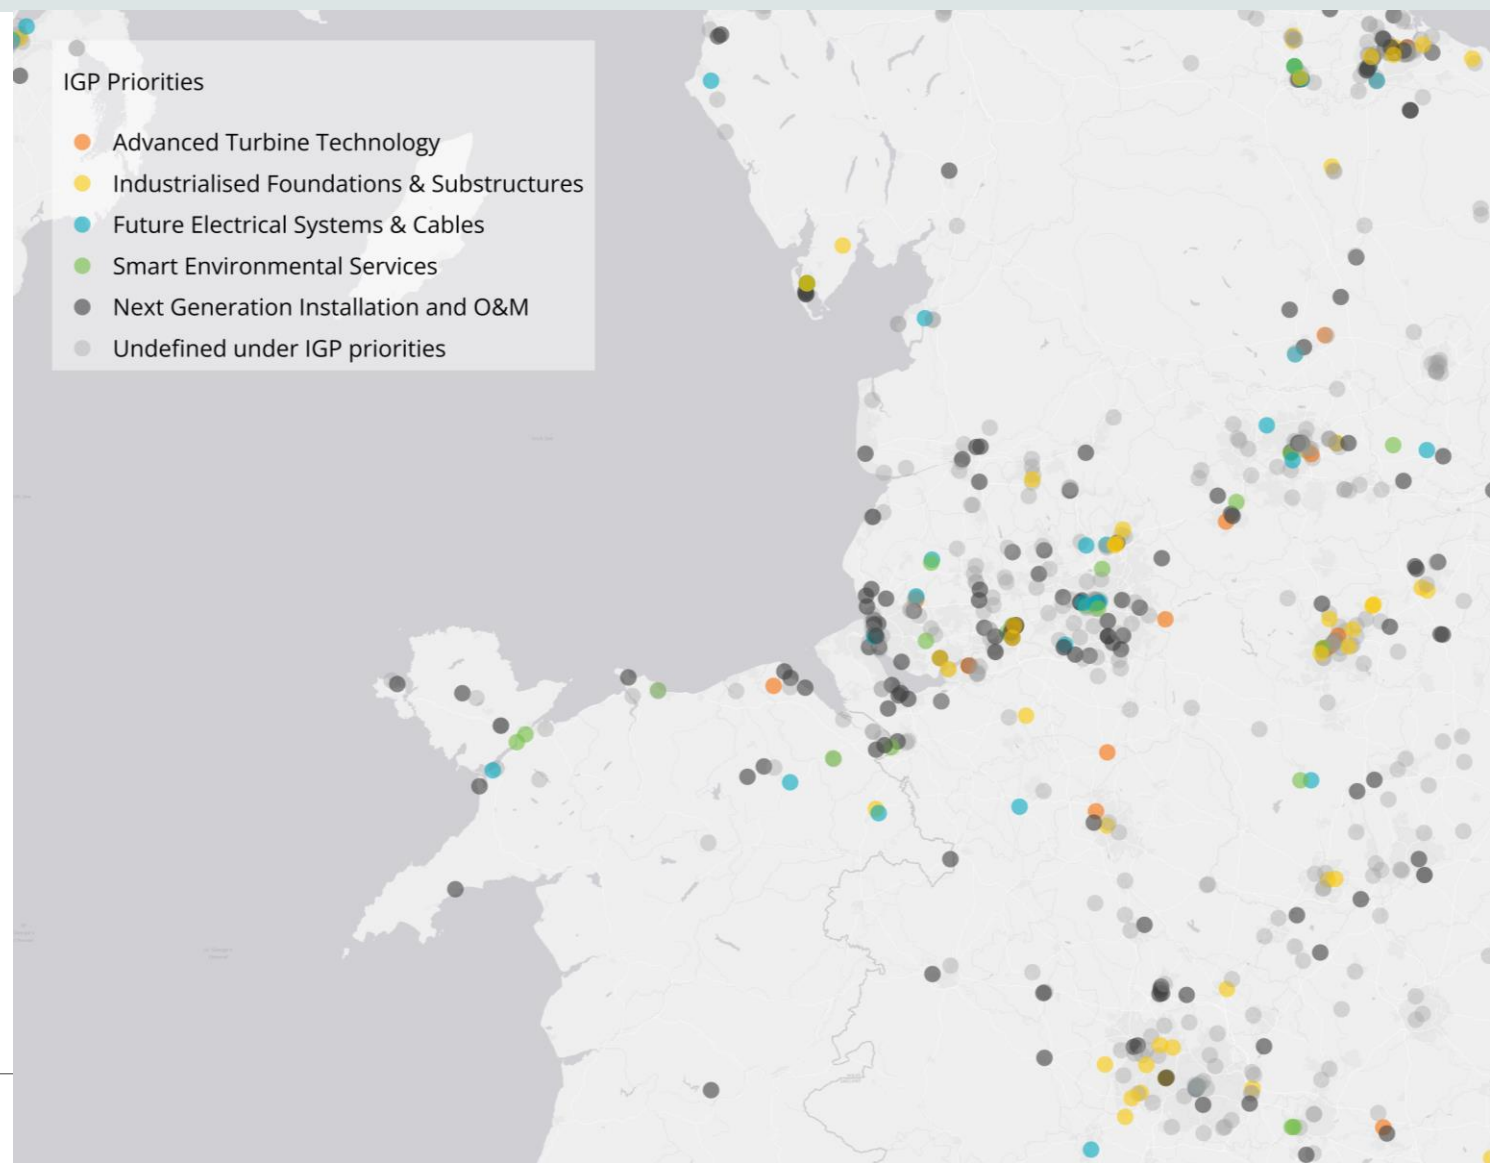 IGP Priorities
Advanced Turbine Technology
Industrialised Foundations & Substructures
Future Electrical Systems & Cables
Smart Environmental Services
Next Generation Installation and O&M
Undefined under IGP priorities